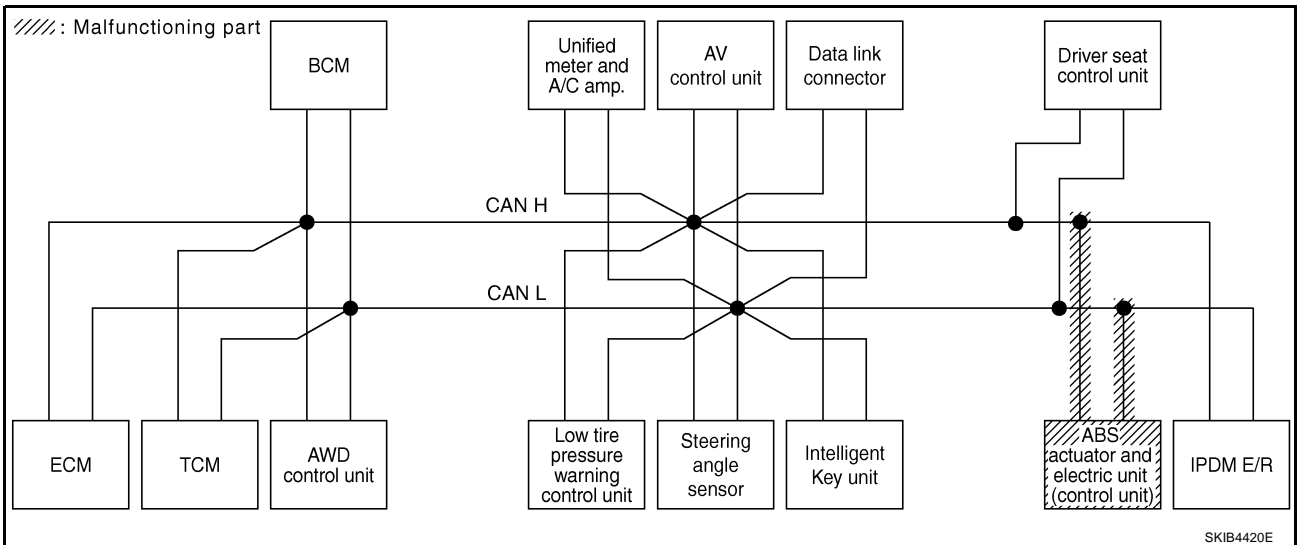 : Malfunctioning part
BCM
Unified
meter and
A/C amp.
AV
control unit
Data link
connector
Driver seat
control unit
CAN H
CAN L
ECM
TCM
AWD
control unit
Low tire
pressure
warning
control unit
Steering
angle
sensor
Intelligent
Key unit
ABS
actuator and
electric unit
(control unit)
IPDM E/R
SKIB4420E